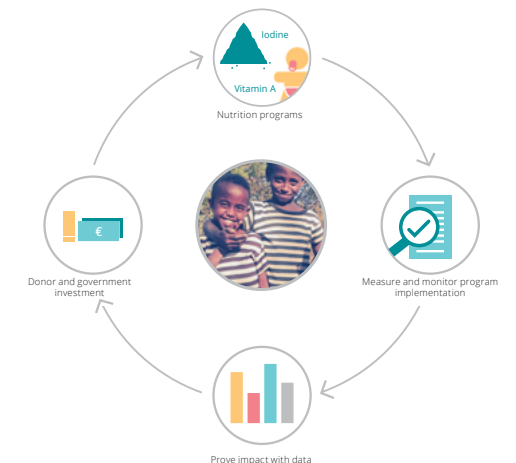 Iodine
Vitamin A
Nutrition programs
€
Donor and government
investment
Measure and monitor program
implementation
Prove impact with data